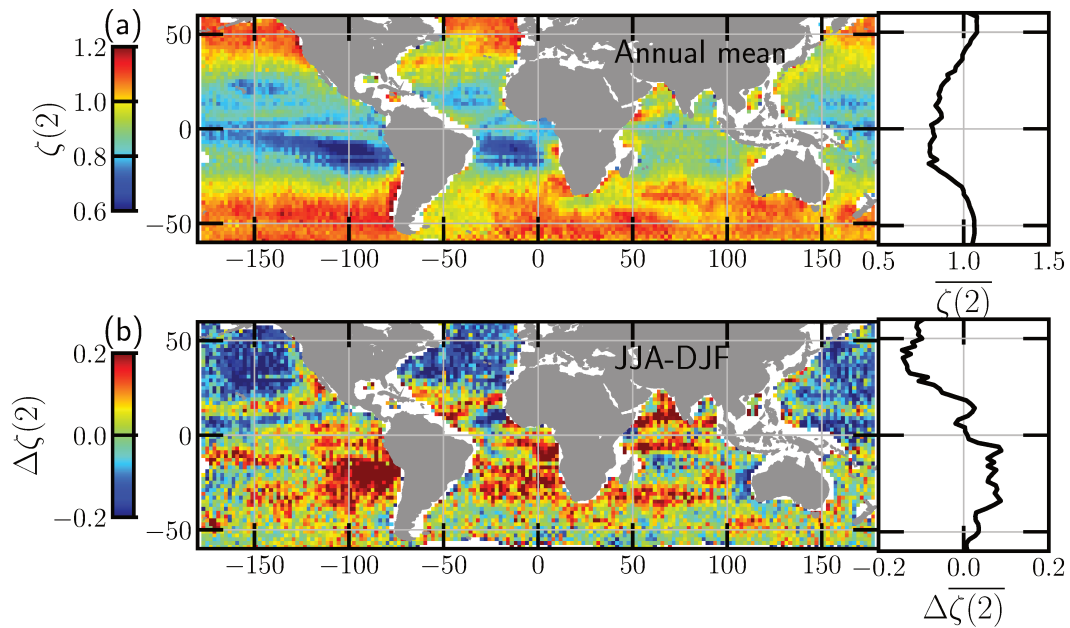 (a)
1.2
1.0
0.8
0.6
ζ(2)
50
0
−50
Annual mean
−150 −100 −50 0 50 100 150
0.5 1.0 1.5
\overline{ζ(2)}
(b)
0.2
0.0
−0.2
Δζ(2)
50
0
−50
JJA-DJF
−150 −100 −50 0 50 100 150
−0.2 0.0 0.2
Δ\overline{ζ(2)}